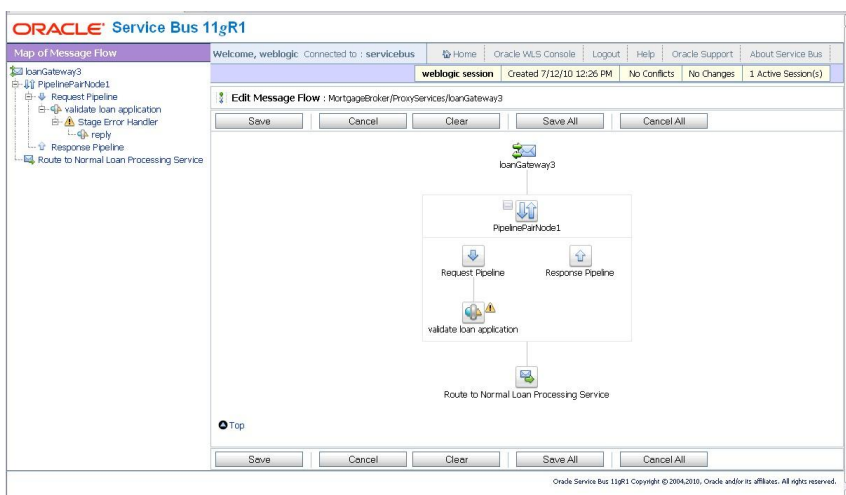 ORACLE Service Bus 11gR1
Map of Message Flow
Welcome, weblogic Connected to : servicebus Home Oracle WLS Console Logout Help Oracle Support About Service Bus
weblogic session Created 7/12/10 12:26 PM No Conflicts No Changes 1 Active Session(s)
loanGateway3
PipelinePairNode1
Request Pipeline
validate loan application
Stage Error Handler
reply
Response Pipeline
Route to Normal Loan Processing Service
Edit Message Flow : MortgageBroker/ProxyServices/loanGateway3
Save Cancel Clear Save All Cancel All
loanGateway3
PipelinePairNode1
Request Pipeline Response Pipeline
validate loan application
Route to Normal Loan Processing Service
Top
Save Cancel Clear Save All Cancel All
Oracle Service Bus 11gR1 Copyright © 2004,2010, Oracle and/or its affiliates. All rights reserved.